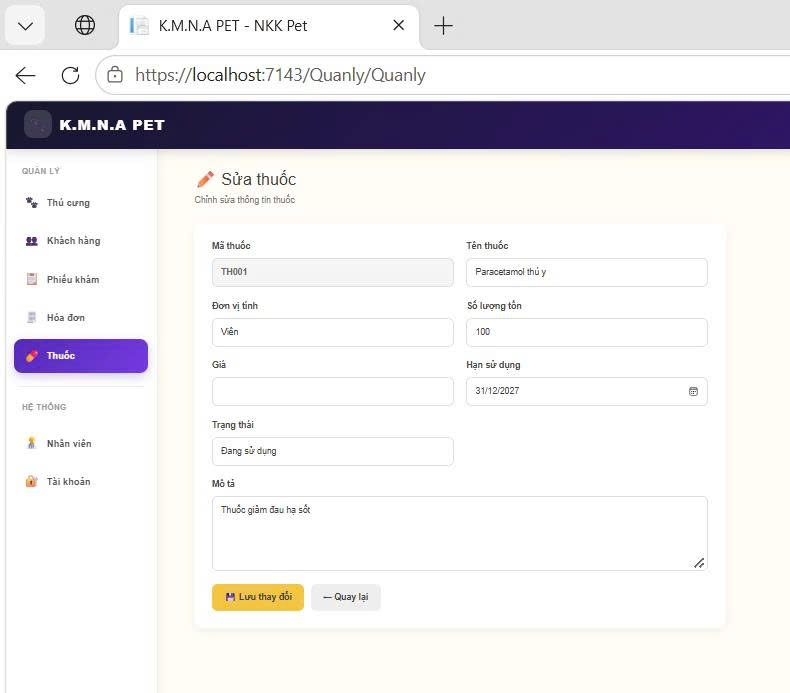 K.M.N.A PET - NKK Pet
https://localhost:7143/Quanly/Quanly
K.M.N.A PET
QUẢN LÝ
Thú cưng
Khách hàng
Phiếu khám
Hóa đơn
Thuốc
HỆ THỐNG
Nhân viên
Tài khoản
Sửa thuốc
Chỉnh sửa thông tin thuốc
Mã thuốc
TH001
Tên thuốc
Paracetamol thú y
Đơn vị tính
Viên
Số lượng tồn
100
Giá
Hạn sử dụng
31/12/2027
Trạng thái
Đang sử dụng
Mô tả
Thuốc giảm đau hạ sốt
Lưu thay đổi
← Quay lại